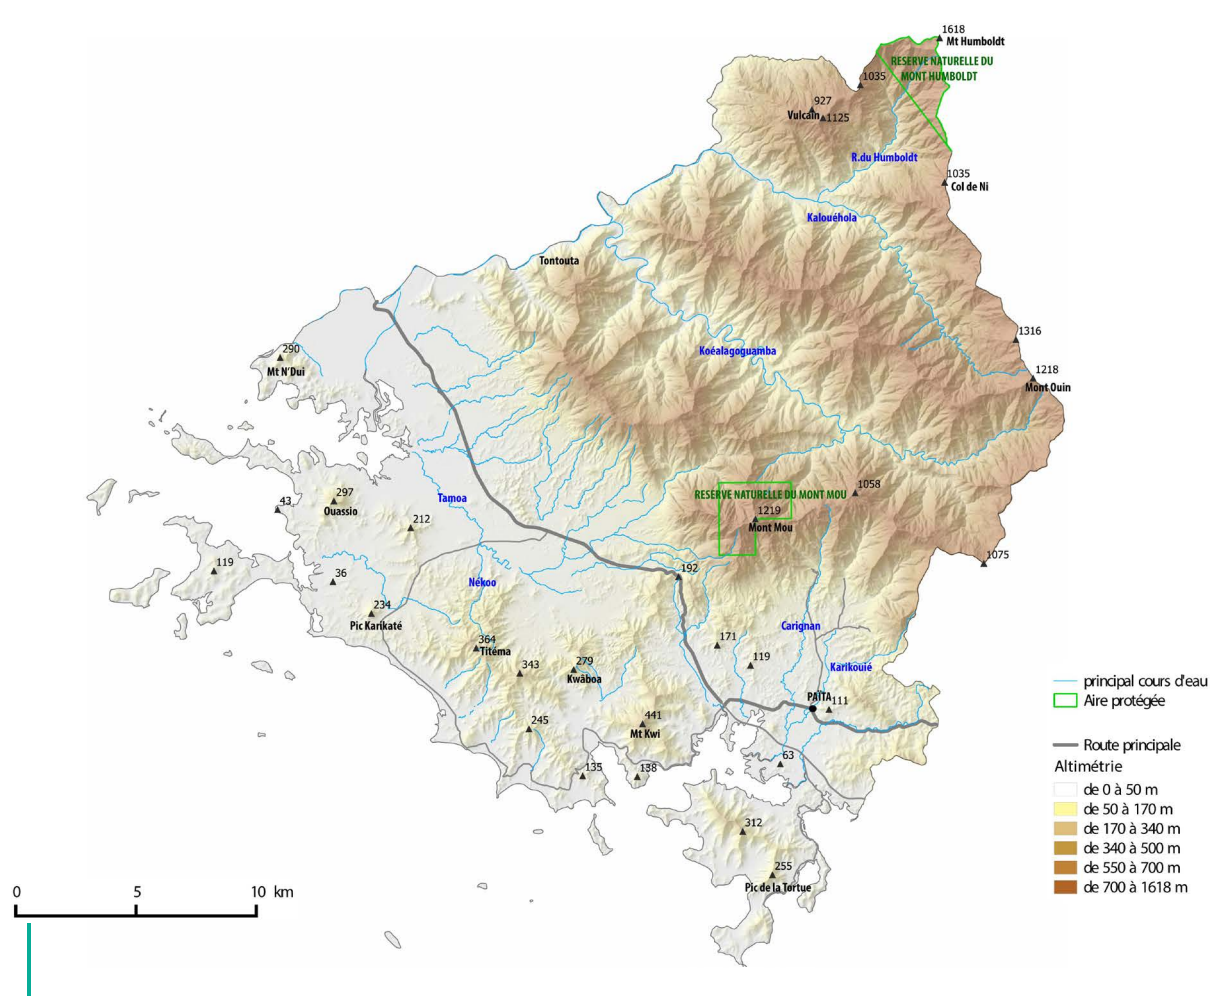 1618
Mt Humboldt
RESERVE NATURELLE DU
MONT HUMBOLDT
1035
927
Vulcain
1125
R.du Humboldt
1035
Col de Ni
Kalouéhola
Tontouta
1316
290
Mt N'Dui
Koéalagoguamba
1218
Mont Ouin
1058
RESERVE NATURELLE DU MONT MOU
297
Ouassio
43
Tamoa
212
1219
Mont Mou
1075
119
36
Nékoo
192
234
Pic Karikaté
Carignan
171
364
Titéma
119
343
279
Kwâboa
Karikouié
PAÏTA
111
245
441
Mt Kwi
63
135
138
312
255
Pic de la Tortue
principal cours d'eau
Aire protégée
Route principale
Altimétrie
de 0 à 50 m
de 50 à 170 m
de 170 à 340 m
de 340 à 500 m
de 550 à 700 m
de 700 à 1618 m
0 5 10 km